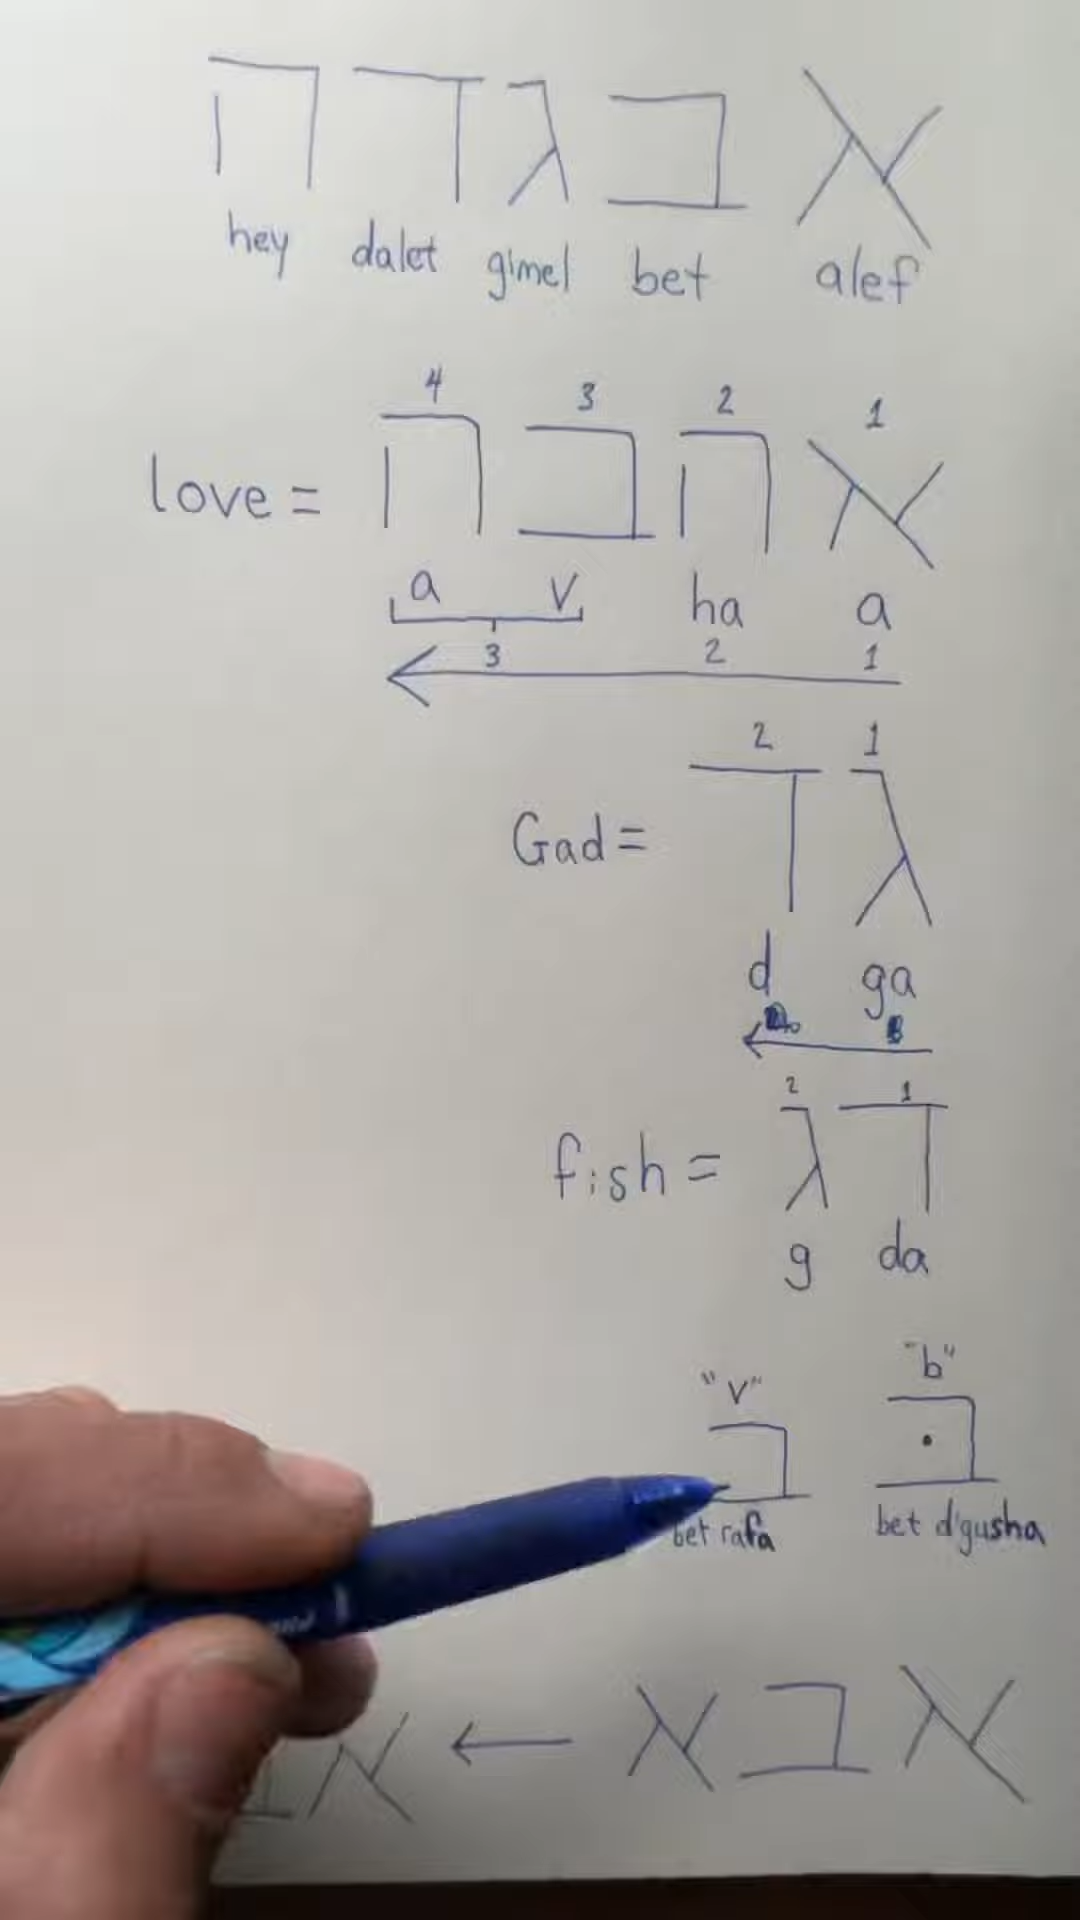 א ב ג ד ה
hey dalet gimel bet alef
4 3 2 1
love = אהבה
a v ha a
3 2 1
2 1
Gad = גד
d ga
2 1
fish = דג
g da
"v" "b"
ב בּ
bet rafa bet d'gusha
אבא ← א